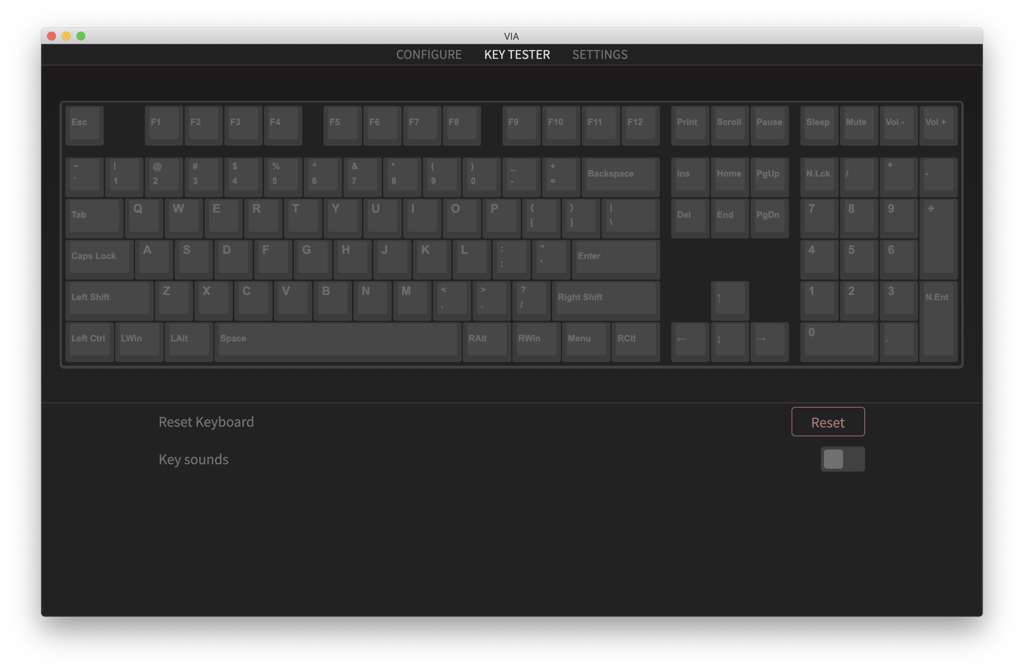 VIA
CONFIGURE KEY TESTER SETTINGS
Esc F1 F2 F3 F4 F5 F6 F7 F8 F9 F10 F11 F12 Print Scroll Pause Sleep Mute Vol - Vol +
~ ! @ # $ % ^ & * ( ) _ + Backspace Ins Home PgUp N.Lck / * -
` 1 2 3 4 5 6 7 8 9 0 - =
Tab Q W E R T Y U I O P { } | Del End PgDn 7 8 9 +
[ ] \
Caps Lock A S D F G H J K L : " Enter 4 5 6
; '
Left Shift Z X C V B N M < > ? Right Shift ↑ 1 2 3 N.Ent
, . /
Left Ctrl LWin LAlt Space RAlt RWin Menu RCtl ← ↓ → 0 .
Reset Keyboard Reset
Key sounds